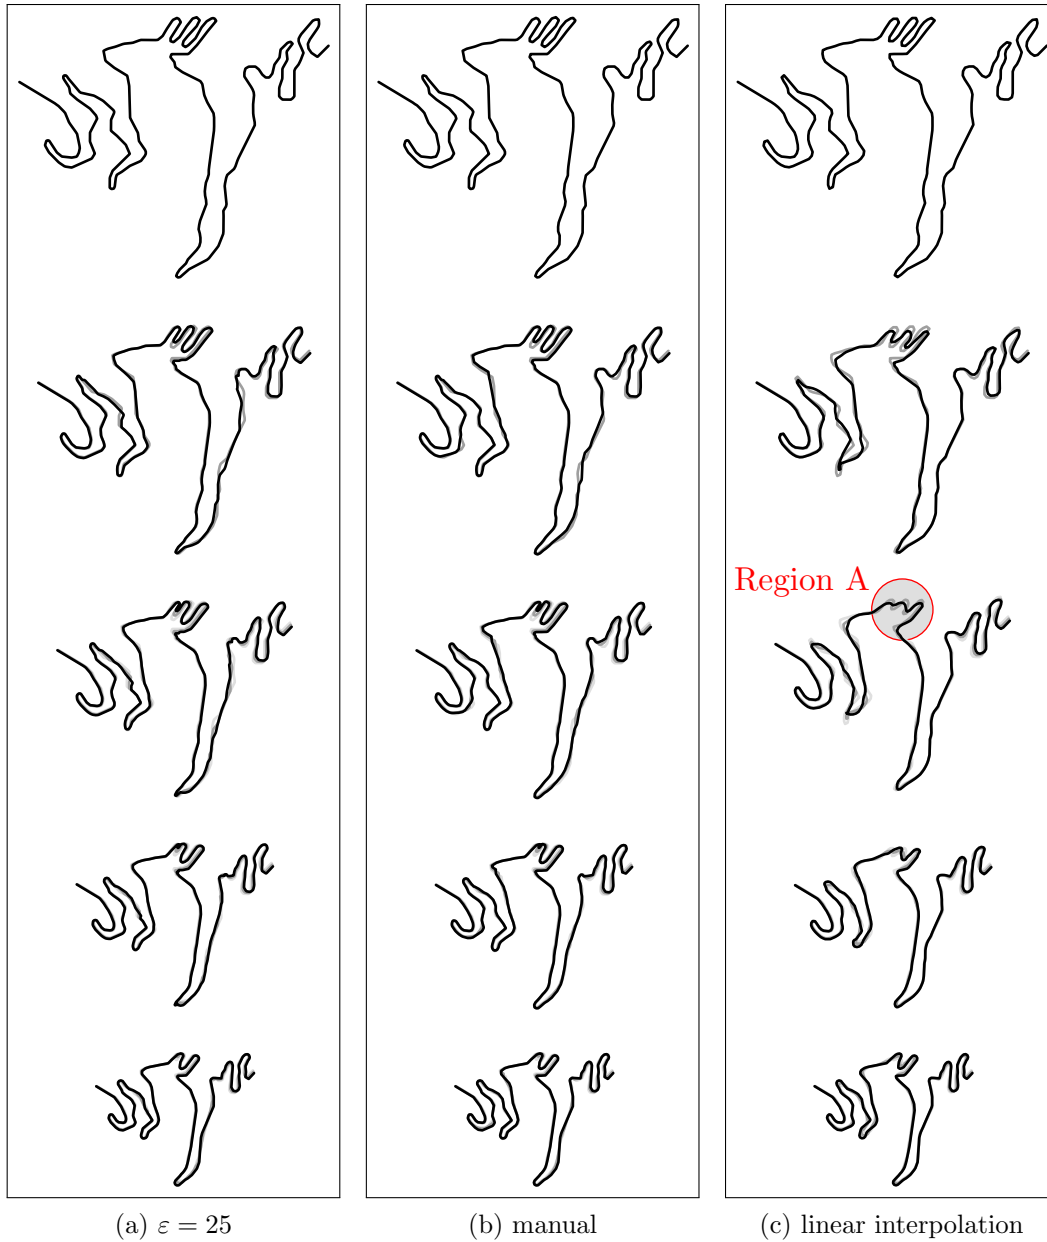 Region A
(a) ε = 25
(b) manual
(c) linear interpolation